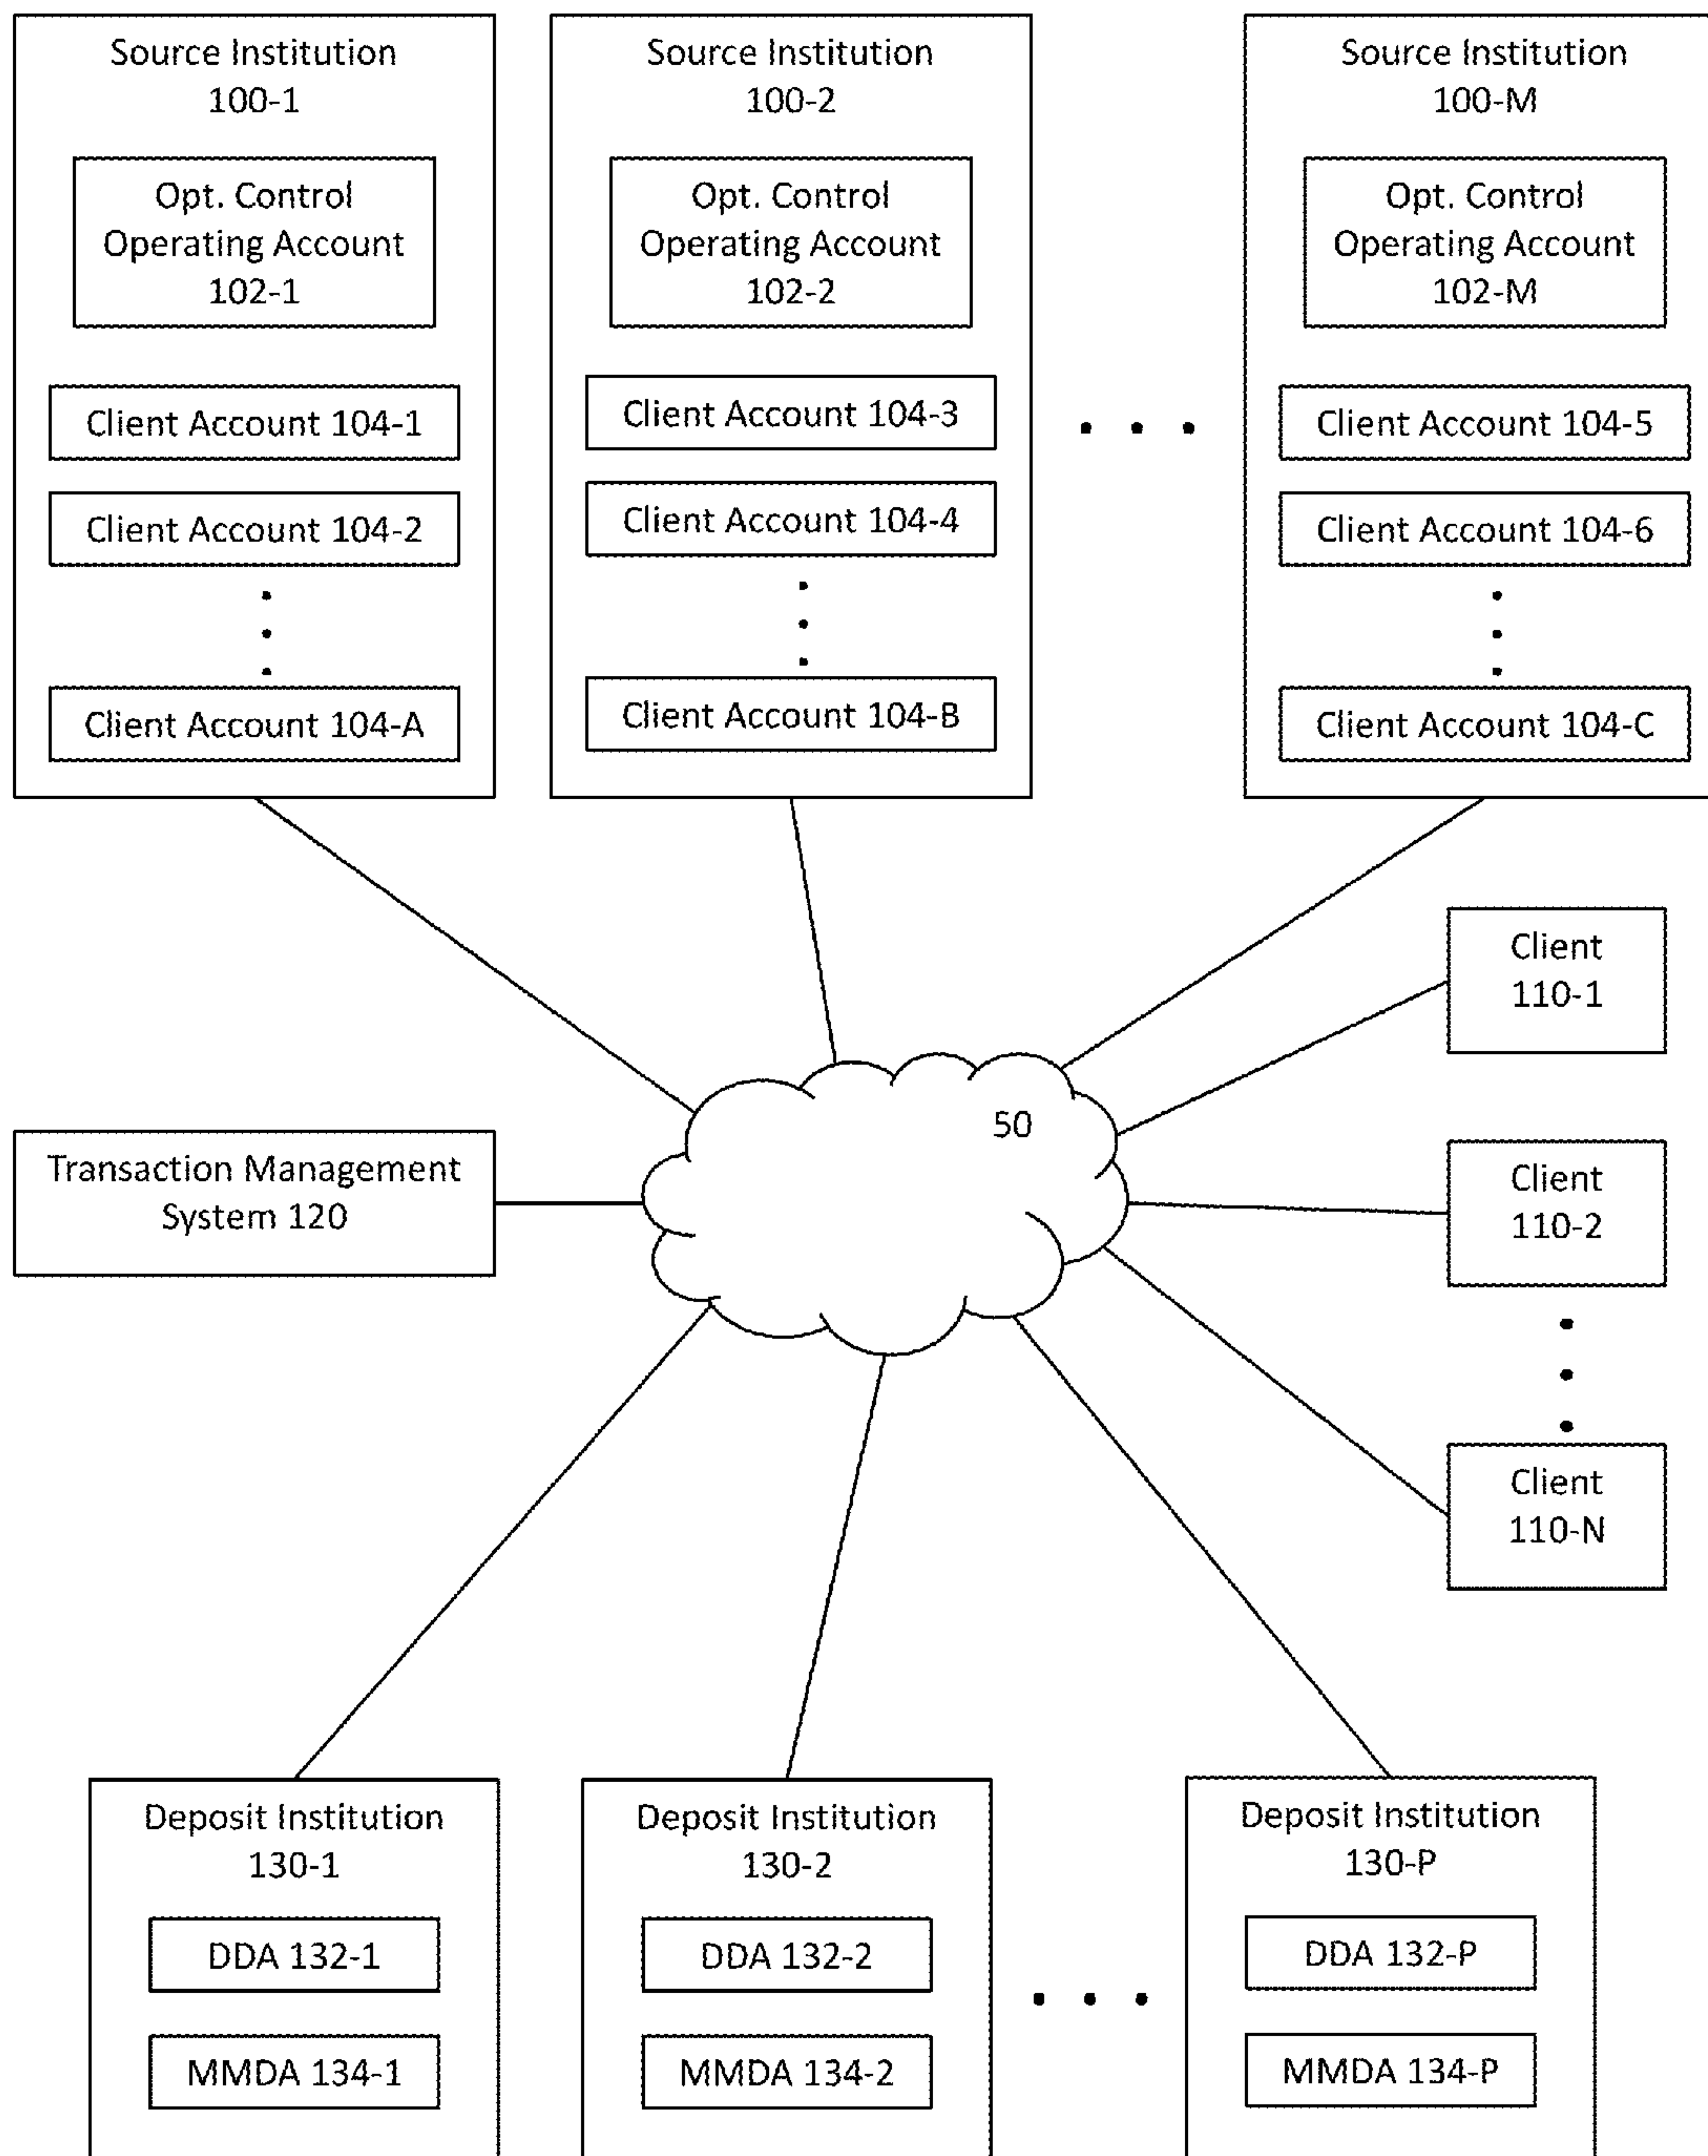 Source Institution
100-1
Opt. Control
Operating Account
102-1
Client Account 104-1
Client Account 104-2
Client Account 104-A
Source Institution
100-2
Opt. Control
Operating Account
102-2
Client Account 104-3
Client Account 104-4
Client Account 104-B
Source Institution
100-M
Opt. Control
Operating Account
102-M
Client Account 104-5
Client Account 104-6
Client Account 104-C
Client
110-1
50
Transaction Management
System 120
Client
110-2
Client
110-N
Deposit Institution
130-1
DDA 132-1
MMDA 134-1
Deposit Institution
130-2
DDA 132-2
MMDA 134-2
Deposit Institution
130-P
DDA 132-P
MMDA 134-P